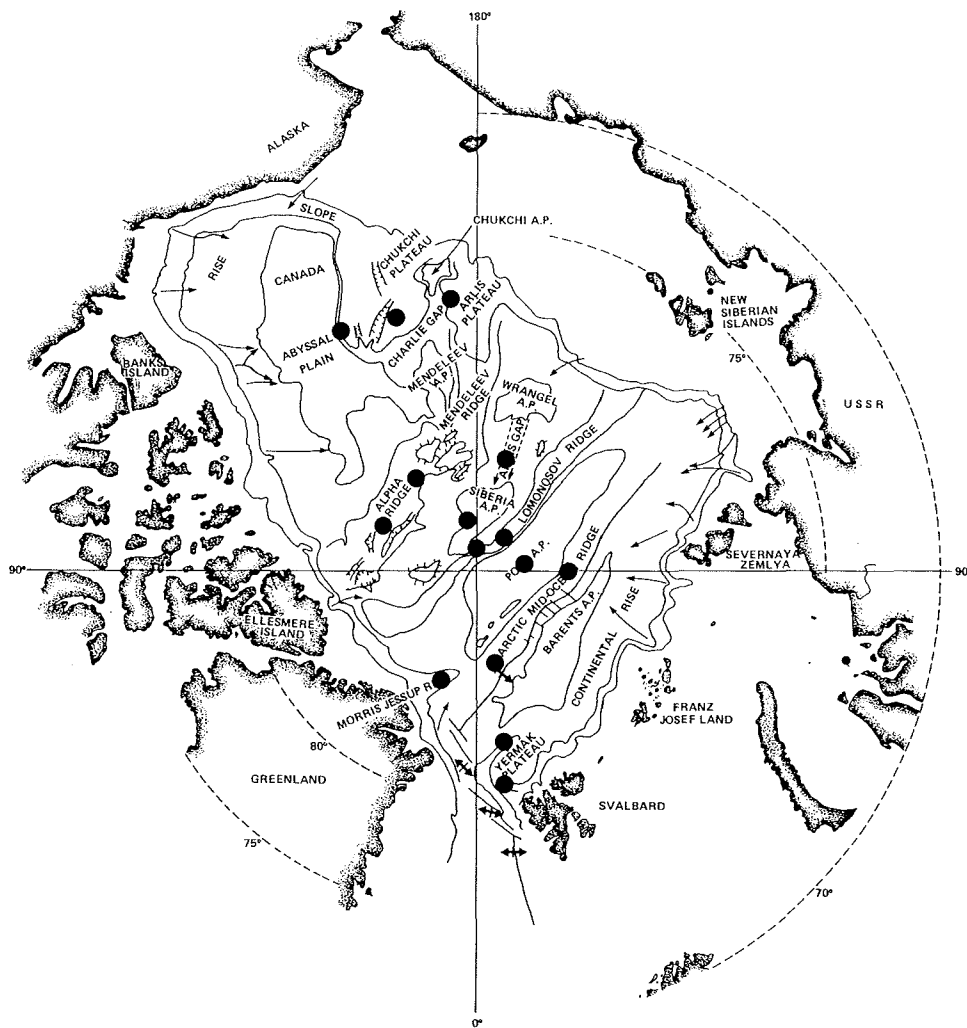 180°
ALASKA
SLOPE
CHUKCHI A.P.
CHUKCHI
PLATEAU
RISE
CANADA
ARLIS
PLATEAU
CHARLIE GAP
ABYSSAL
PLAIN
NEW
SIBERIAN
ISLANDS
75°
BANKS
ISLAND
MENDELEEV
A.P.
MENDELEEV
RIDGE
WRANGEL
A.P.
USSR
GAP
LOMONOSOV RIDGE
ALPHA
RIDGE
SIBERIA
A.P.
SEVERNAYA
ZEMLYA
90°
A.P.
90
ARCTIC
RIDGE
BARENTS A.P.
RISE
CONTINENTAL
ELLESMERE
ISLAND
MORRIS JESSUP R.
FRANZ
JOSEF LAND
80°
GREENLAND
YERMAK
PLATEAU
SVALBARD
75°
70°
0°